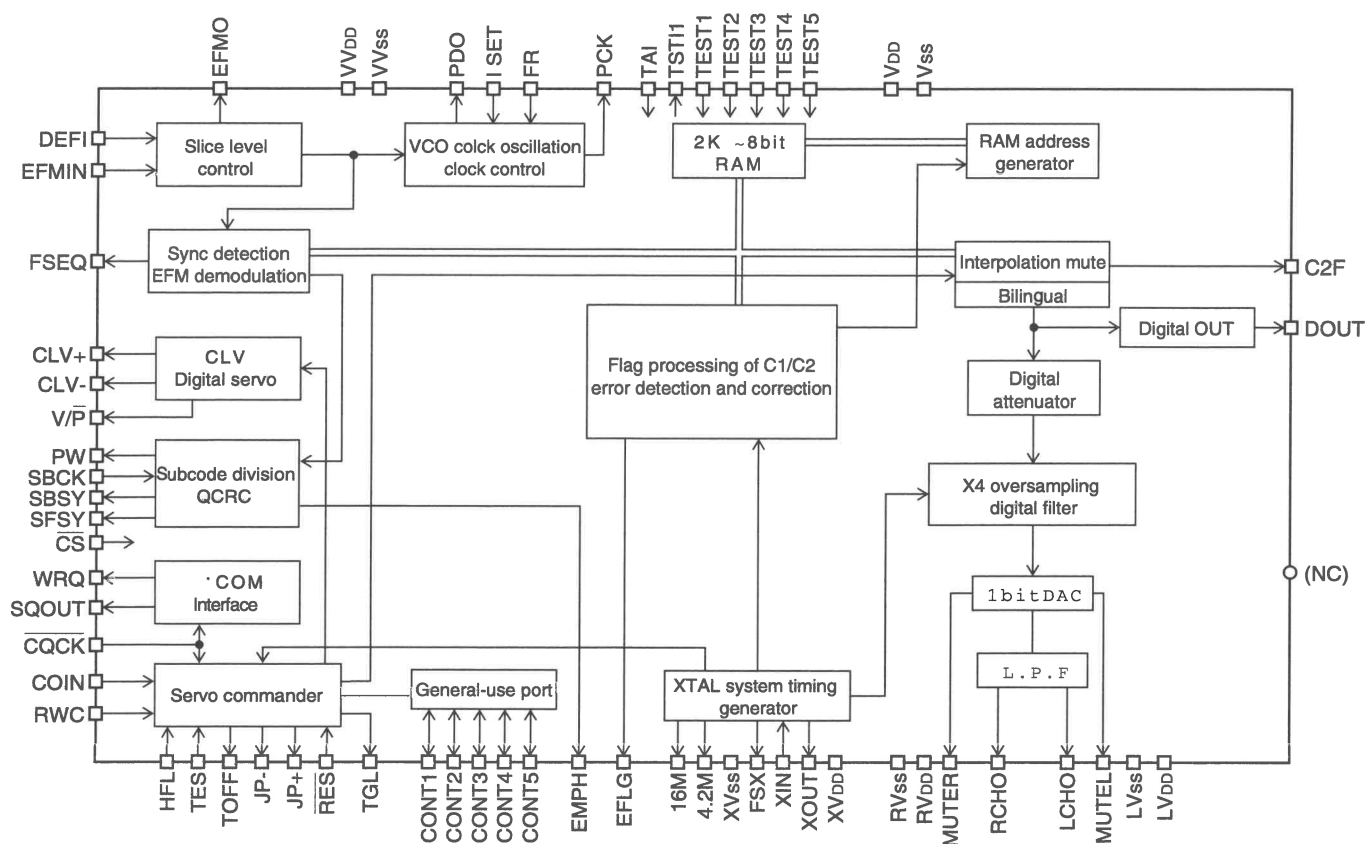 EFMO
VVDD
VVss
PDO
I SET
FR
PCK
TAI
TSTI1
TEST1
TEST2
TEST3
TEST4
TEST5
VDD
Vss
DEFI
EFMIN
Slice level
control
VCO colck oscillation
clock control
2K ~8bit
RAM
RAM address
generator
FSEQ
Sync detection
EFM demodulation
Interpolation mute
Bilingual
C2F
Digital OUT
DOUT
CLV+
CLV-
V/P̅
CLV
Digital servo
Flag processing of C1/C2
error detection and correction
Digital
attenuator
PW
SBCK
SBSY
SFSY
C̅S̅
Subcode division
QCRC
X4 oversampling
digital filter
WRQ
SQOUT
C̅Q̅C̅K̅
·COM
Interface
1bitDAC
(NC)
COIN
RWC
Servo commander
General-use port
XTAL system timing
generator
L.P.F
HFL
TES
TOFF
JP-
JP+
R̅E̅S̅
TGL
CONT1
CONT2
CONT3
CONT4
CONT5
EMPH
EFLG
16M
4.2M
XVss
FSX
XIN
XOUT
XVDD
RVss
RVDD
MUTER
RCHO
LCHO
MUTEL
LVss
LVDD